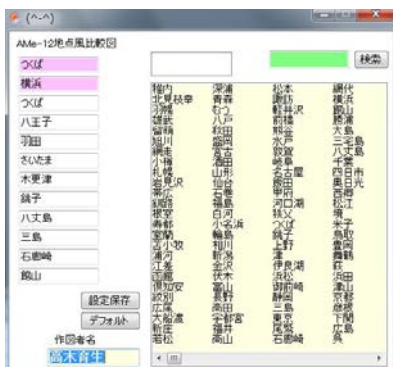 (^-^)
AMe-12地点風比較図
つくば
横浜
つくば
八王子
羽田
さいたま
木更津
銚子
八丈島
三島
石廊崎
館山
設定保存
デフォルト
作図者名
高木育生
検索
稚内 深浦 松本 網代
北見枝幸 青森 諏訪 横浜
羽幌 むつ 軽井沢 館山
雄武 八戸 前橋 勝浦
留萌 秋田 熊谷 大島
旭川 盛岡 水戸 三宅島
網走 宮古 敦賀 八丈島
小樽 酒田 岐阜 千葉
札幌 山形 名古屋 四日市
岩見沢 仙台 飯田 奥日光
帯広 石巻 甲府 西郷
釧路 福島 河口湖 松江
根室 白河 秩父 境
寿都 小名浜 つくば 米子
室蘭 輪島 銚子 鳥取
苫小牧 相川 上野 豊岡
浦河 新潟 津 舞鶴
江差 金沢 伊良湖 萩
函館 伏木 浜松 浜田
倶知安 富山 御前崎 津山
紋別 長野 静岡 京都
広尾 高田 三島 彦根
大船渡 宇都宮 東京 下関
新庄 福井 尾鷲 広島
若松 高山 石廊崎 呉